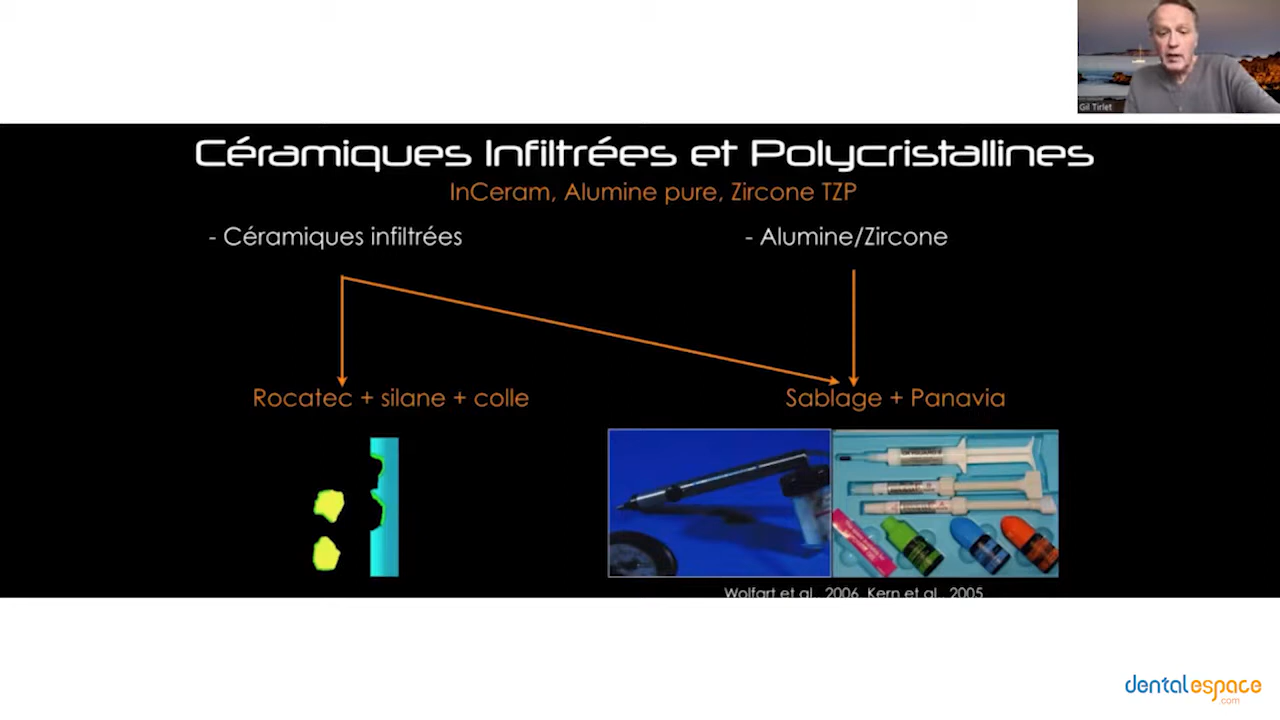 Gil Tirlet
Céramiques Infiltrées et Polycristallines
InCeram, Alumine pure, Zircone TZP
- Céramiques infiltrées
- Alumine/Zircone
Rocatec + silane + colle
Sablage + Panavia
Wolfart et al., 2006, Kern et al., 2005
dentalespace
.com